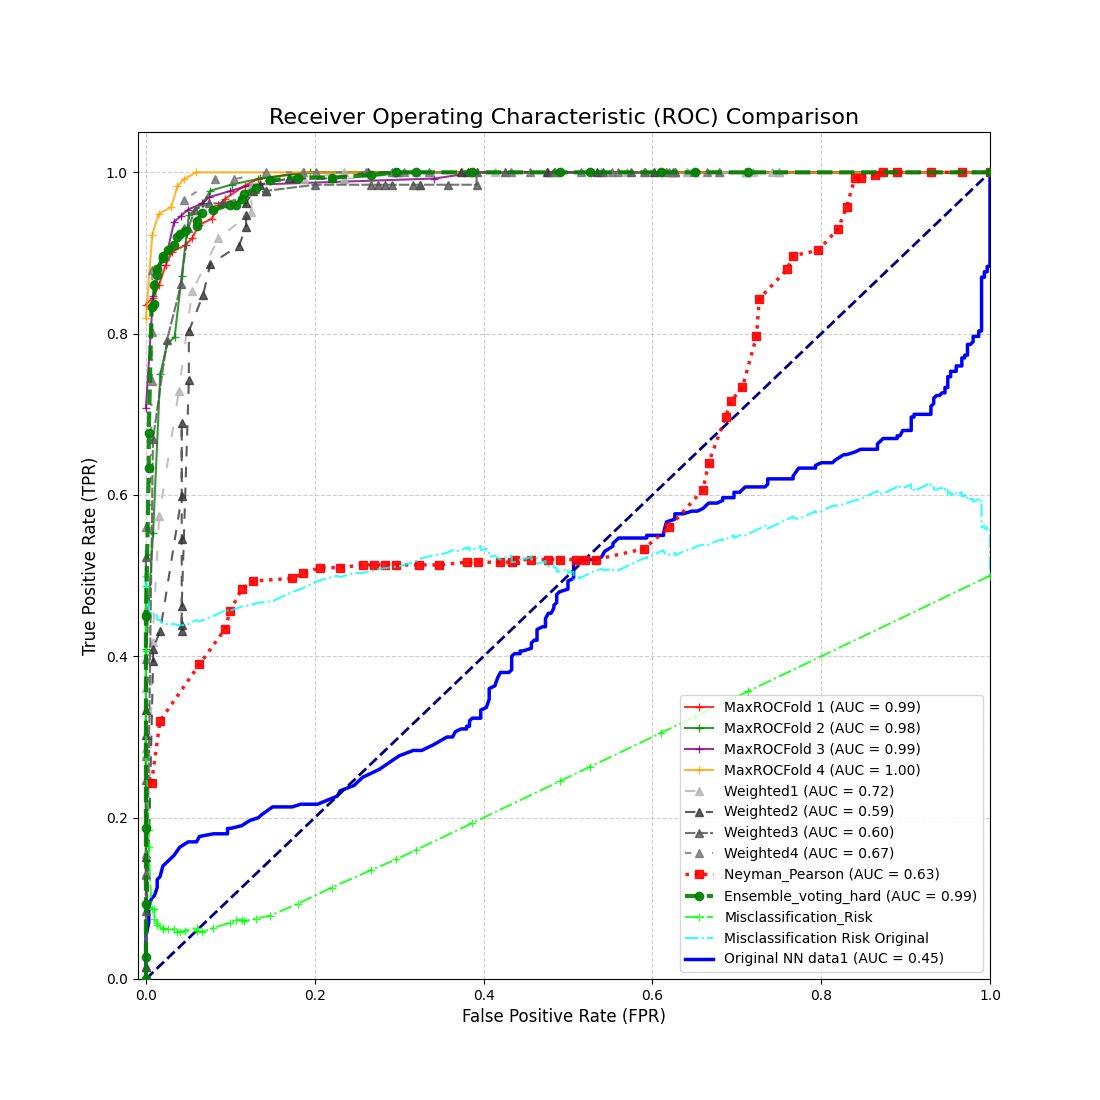 Receiver Operating Characteristic (ROC) Comparison
True Positive Rate (TPR)
1.0
0.8
0.6
0.4
0.2
0.0
MaxROCFold 1 (AUC = 0.99)
MaxROCFold 2 (AUC = 0.98)
MaxROCFold 3 (AUC = 0.99)
MaxROCFold 4 (AUC = 1.00)
Weighted1 (AUC = 0.72)
Weighted2 (AUC = 0.59)
Weighted3 (AUC = 0.60)
Weighted4 (AUC = 0.67)
Neyman_Pearson (AUC = 0.63)
Ensemble_voting_hard (AUC = 0.99)
Misclassification_Risk
Misclassification Risk Original
Original NN data1 (AUC = 0.45)
0.0 0.2 0.4 0.6 0.8 1.0
False Positive Rate (FPR)